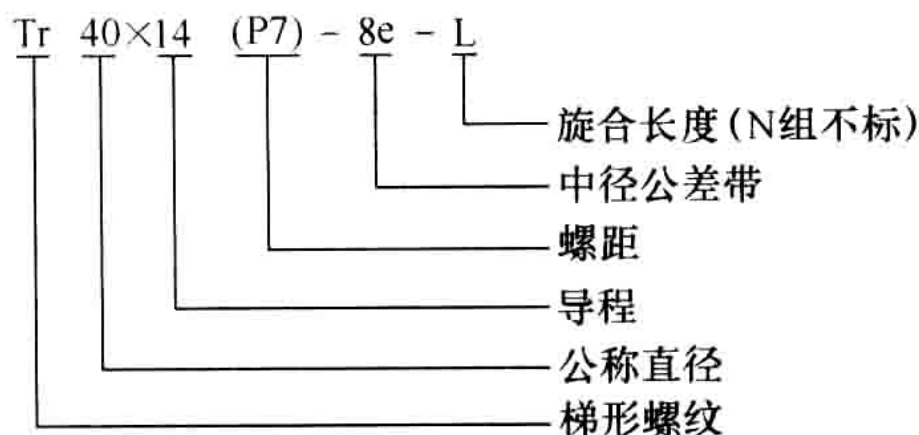 Tr 40×14 (P7) - 8e - L
旋合长度(N组不标)
中径公差带
螺距
导程
公称直径
梯形螺纹